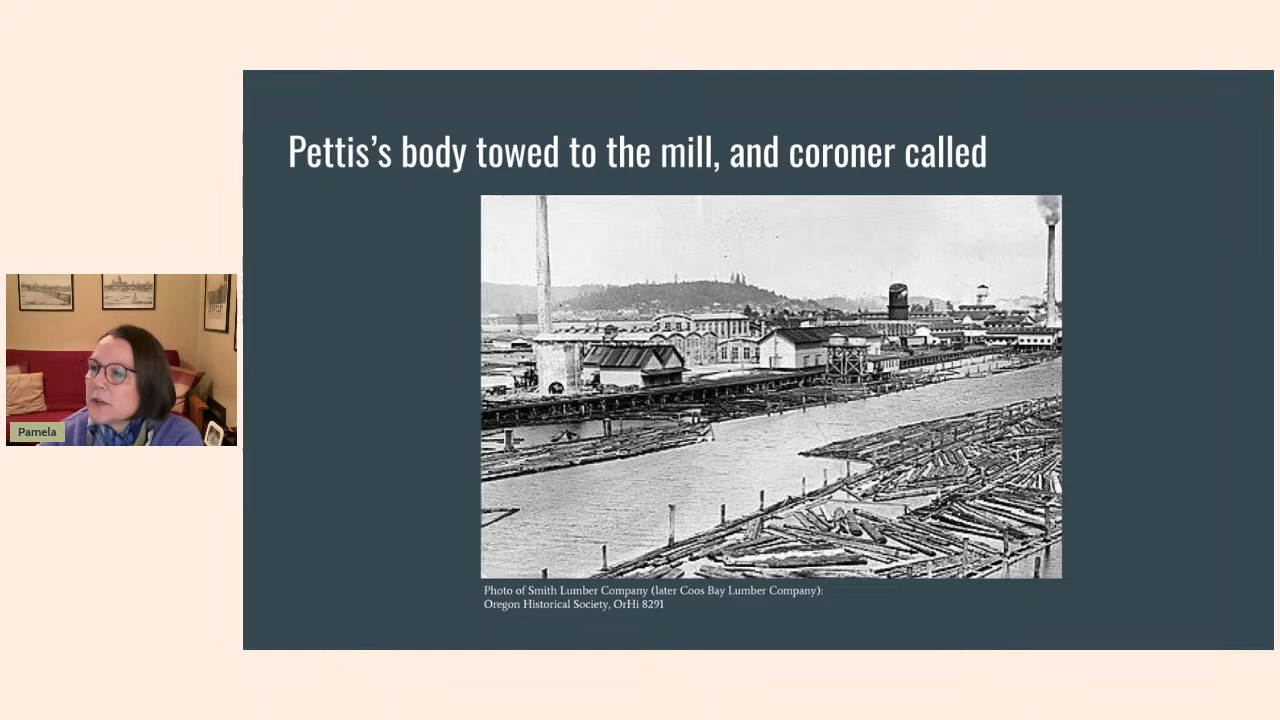 Pettis’s body towed to the mill, and coroner called
Pamela
Photo of Smith Lumber Company (later Coos Bay Lumber Company):
Oregon Historical Society, OrHi 8291